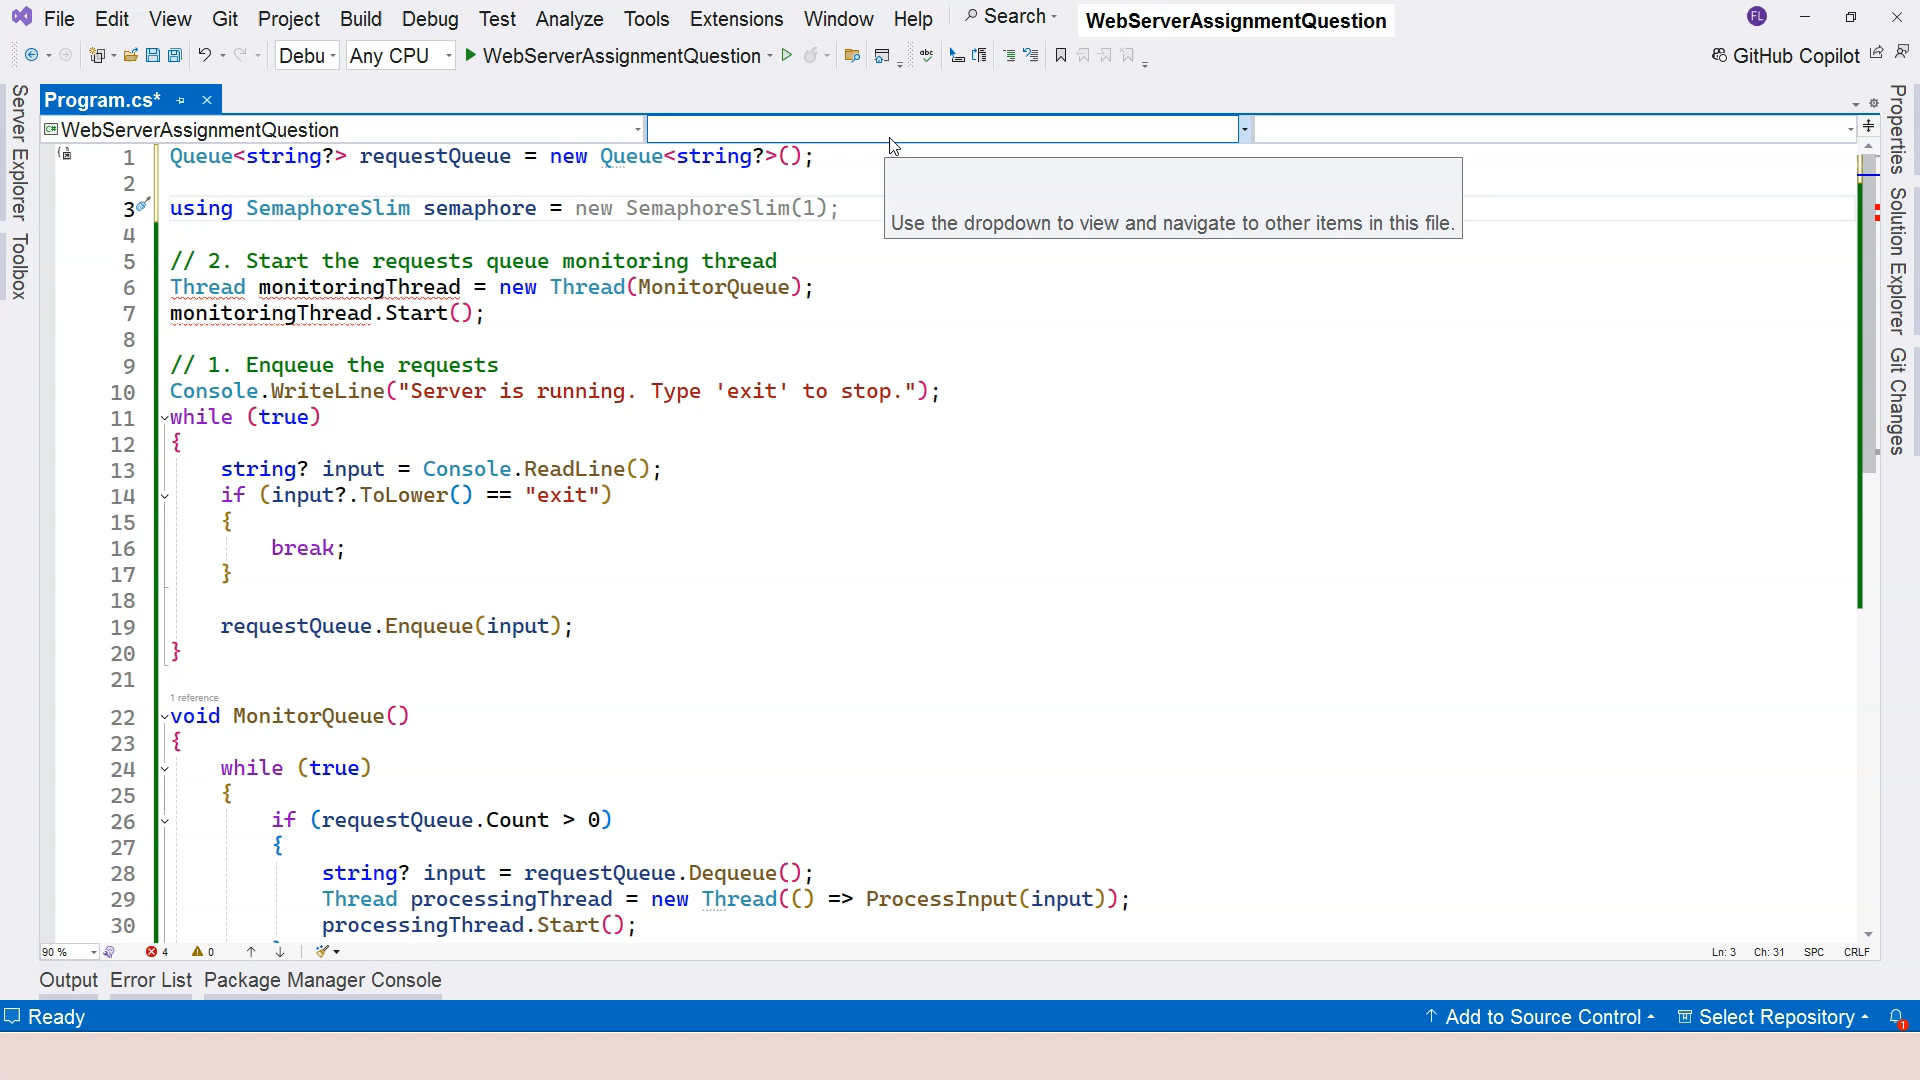 File Edit View Git Project Build Debug Test Analyze Tools Extensions Window Help Search WebServerAssignmentQuestion FL
Debu Any CPU WebServerAssignmentQuestion abc GitHub Copilot
Program.cs*
C# WebServerAssignmentQuestion
1 Queue<string?> requestQueue = new Queue<string?>();
2
3 using SemaphoreSlim semaphore = new SemaphoreSlim(1);
Use the dropdown to view and navigate to other items in this file.
4
5 // 2. Start the requests queue monitoring thread
6 Thread monitoringThread = new Thread(MonitorQueue);
7 monitoringThread.Start();
8
9 // 1. Enqueue the requests
10 Console.WriteLine("Server is running. Type 'exit' to stop.");
11 while (true)
12 {
13 string? input = Console.ReadLine();
14 if (input?.ToLower() == "exit")
15 {
16 break;
17 }
18
19 requestQueue.Enqueue(input);
20 }
21
1 reference
22 void MonitorQueue()
23 {
24 while (true)
25 {
26 if (requestQueue.Count > 0)
27 {
28 string? input = requestQueue.Dequeue();
29 Thread processingThread = new Thread(() => ProcessInput(input));
30 processingThread.Start();
90 % 4 0 Ln: 3 Ch: 31 SPC CRLF
Output Error List Package Manager Console
Ready Add to Source Control Select Repository 1
Server Explorer
Toolbox
Properties
Solution Explorer
Git Changes